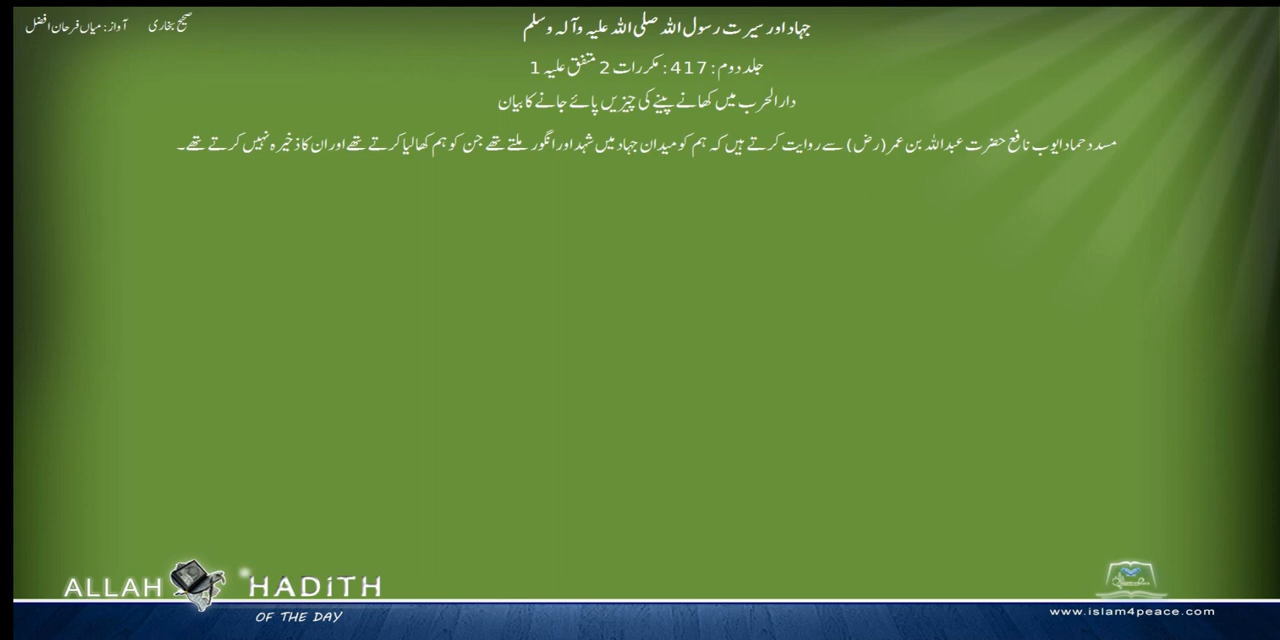 جہاد اور سیرت رسول اللہ صلی اللہ علیہ وآلہ وسلم
صحیح بخاری
آواز: میاں فرحان افضل
جلد دوم: 417: مکررات 2 متفق علیہ 1
دارالحرب میں کھانے پینے کی چیزیں پائے جانے کا بیان
مسدد حماد ایوب نافع حضرت عبداللہ بن عمر (رض) سے روایت کرتے ہیں کہ ہم کو میدان جہاد میں شہد اور انگور ملتے تھے جن کو ہم کھا لیا کرتے تھے اور ان کا ذخیرہ نہیں کرتے تھے۔
ALLAH HADITH
OF THE DAY
www.islam4peace.com